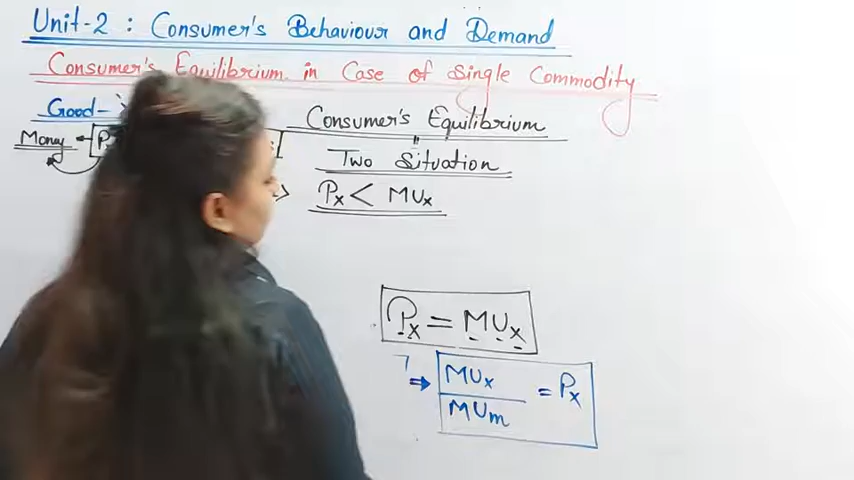 Unit-2 : Consumer's Behaviour and Demand
Consumer's Equilibrium in Case of Single Commodity
Good-
Consumer's Equilibrium
Money
Two Situation
Px < MUx
Px = MUx
⇒ MUx / MUm = Px